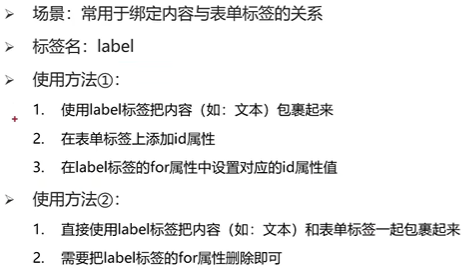 ➢ 场景：常用于绑定内容与表单标签的关系
➢ 标签名：label
➢ 使用方法①：
1. 使用label标签把内容（如：文本）包裹起来
2. 在表单标签上添加id属性
3. 在label标签的for属性中设置对应的id属性值
➢ 使用方法②：
1. 直接使用label标签把内容（如：文本）和表单标签一起包裹起来
2. 需要把label标签的for属性删除即可